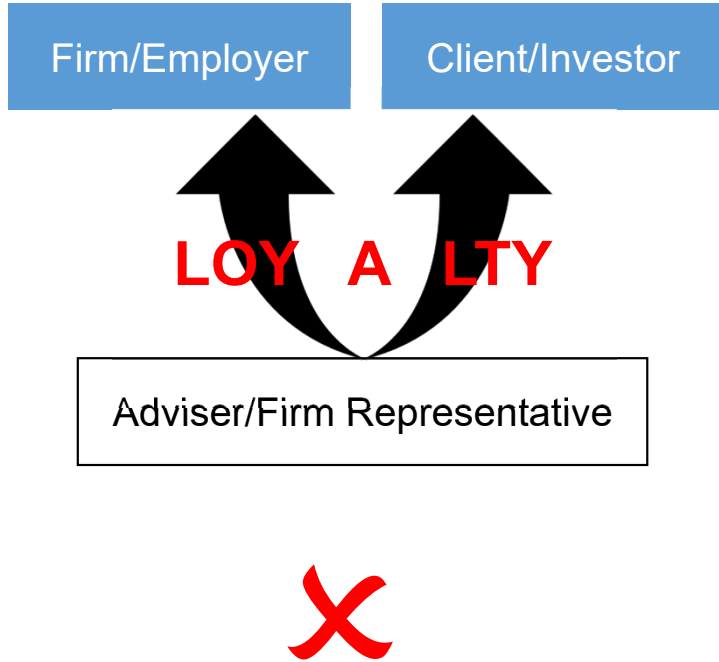 Firm/Employer
Client/Investor
LOY A LTY
Adviser/Firm Representative